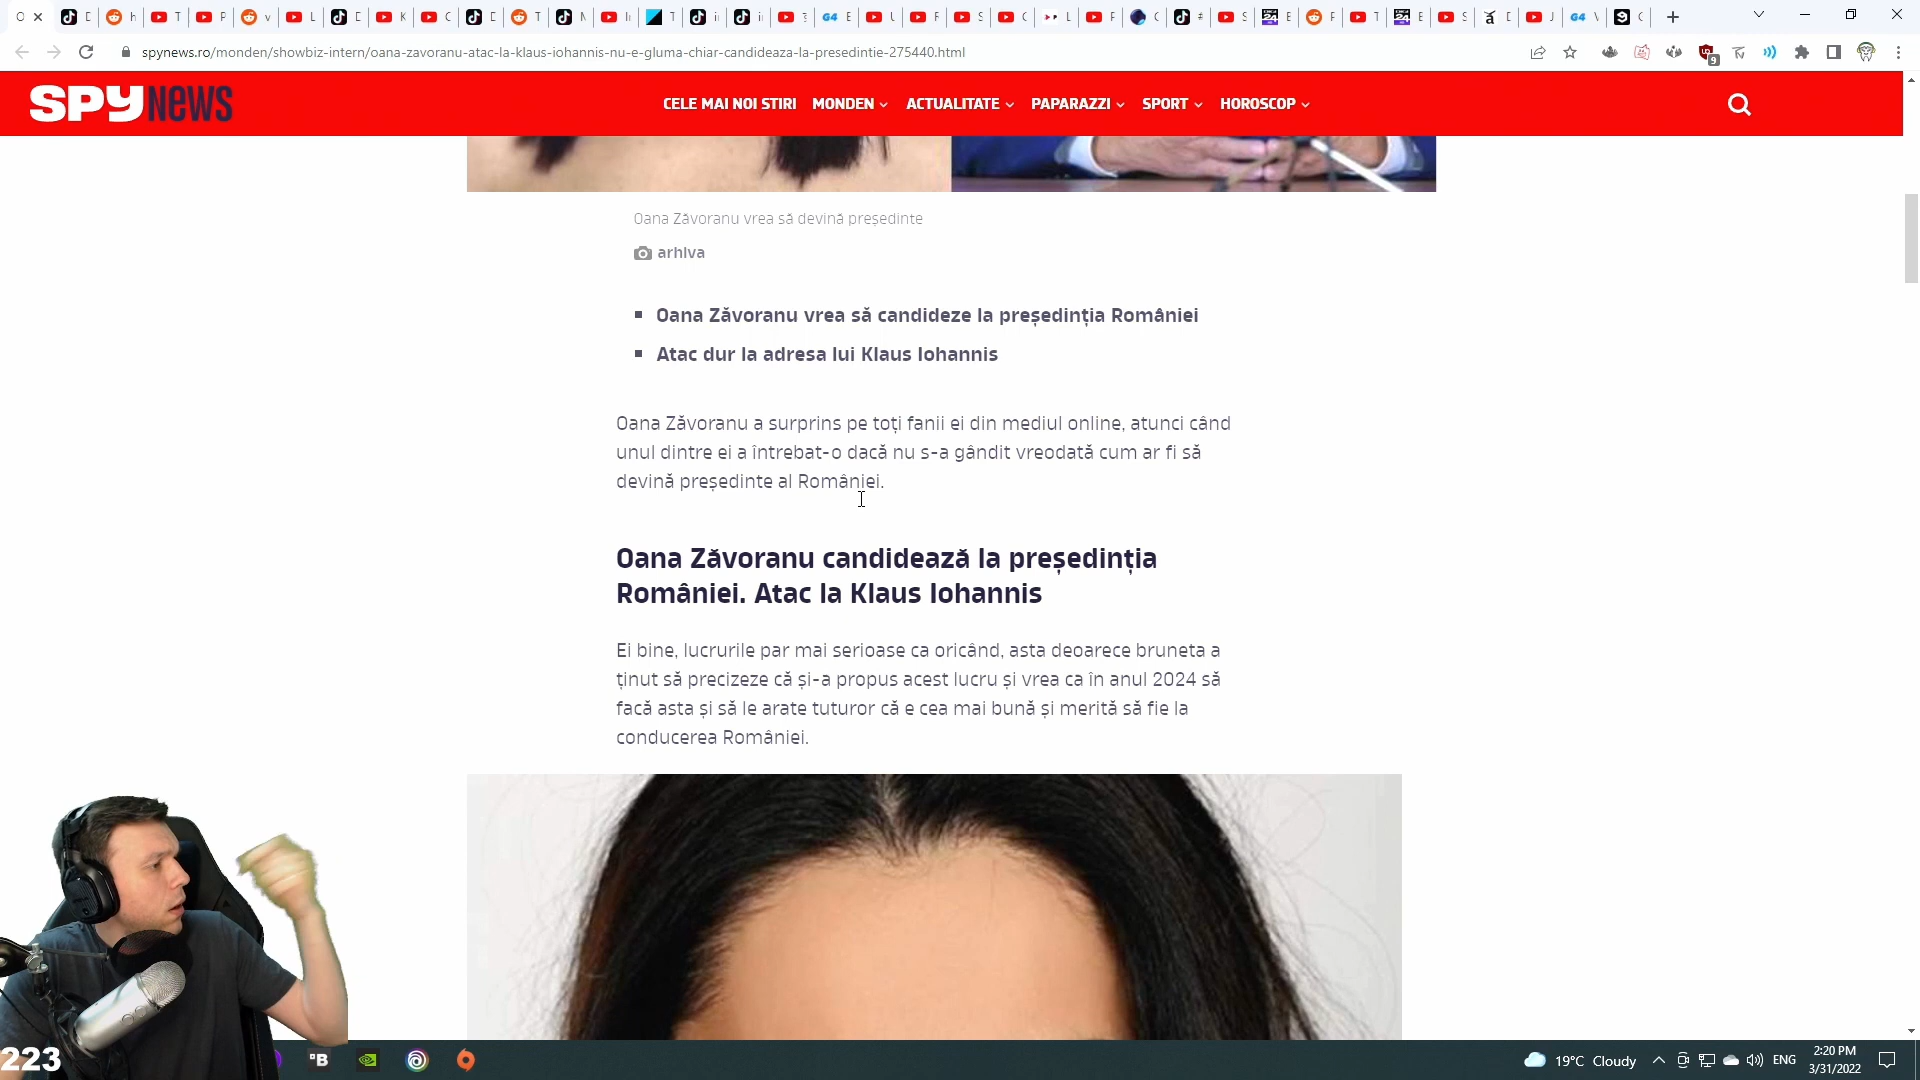 spynews.ro/monden/showbiz-intern/oana-zavoranu-atac-la-klaus-iohannis-nu-e-gluma-chiar-candideaza-la-presedintie-275440.html
9
SPYNEWS
CELE MAI NOI STIRI MONDEN ACTUALITATE PAPARAZZI SPORT HOROSCOP
Oana Zăvoranu vrea să devină președinte
arhiva
Oana Zăvoranu vrea să candideze la președinția României
Atac dur la adresa lui Klaus Iohannis
Oana Zăvoranu a surprins pe toți fanii ei din mediul online, atunci când
unul dintre ei a întrebat-o dacă nu s-a gândit vreodată cum ar fi să
devină președinte al României.
Oana Zăvoranu candidează la președinția
României. Atac la Klaus Iohannis
Ei bine, lucrurile par mai serioase ca oricând, asta deoarece bruneta a
ținut să precizeze că și-a propus acest lucru și vrea ca în anul 2024 să
facă asta și să le arate tuturor că e cea mai bună și merită să fie la
conducerea României.
223
B
19°C Cloudy
ENG
2:20 PM
3/31/2022